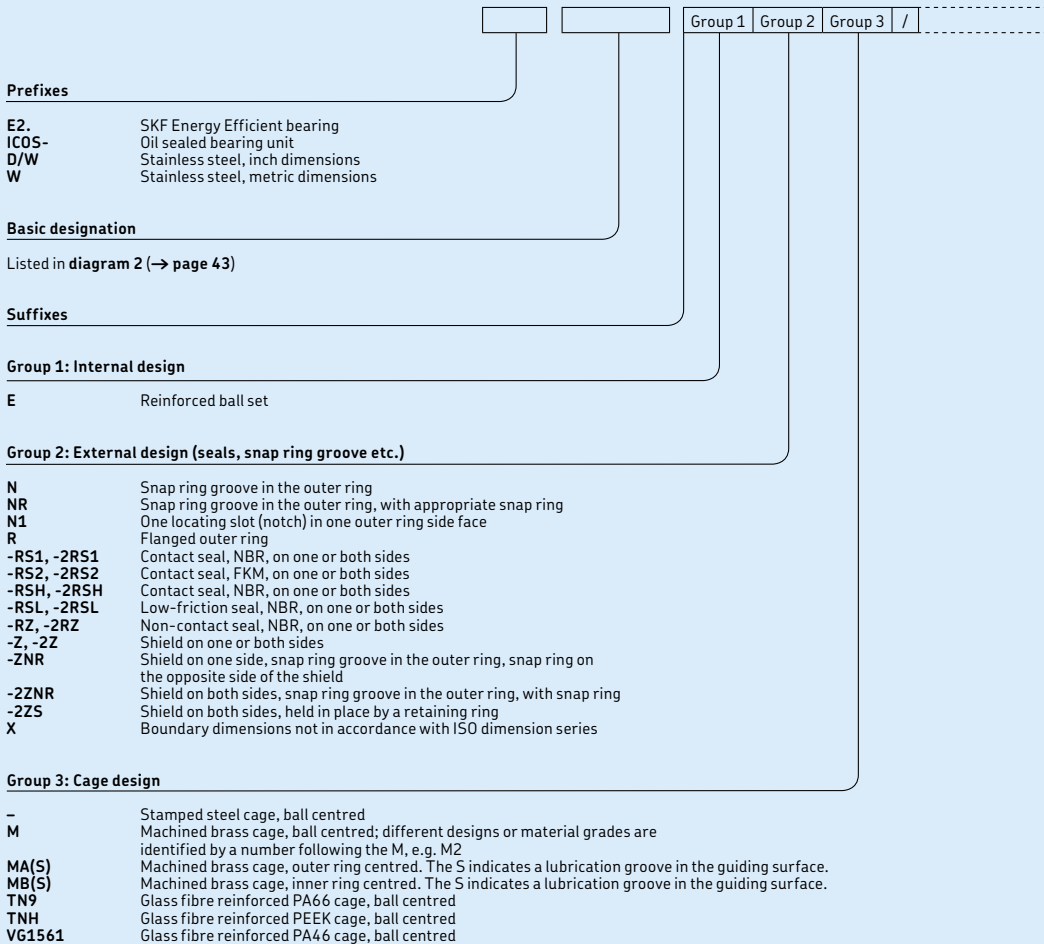 Group 1 Group 2 Group 3 /
Prefixes
E2. SKF Energy Efficient bearing
ICOS- Oil sealed bearing unit
D/W Stainless steel, inch dimensions
W Stainless steel, metric dimensions
Basic designation
Listed in diagram 2 (→ page 43)
Suffixes
Group 1: Internal design
E Reinforced ball set
Group 2: External design (seals, snap ring groove etc.)
N Snap ring groove in the outer ring
NR Snap ring groove in the outer ring, with appropriate snap ring
N1 One locating slot (notch) in one outer ring side face
R Flanged outer ring
-RS1, -2RS1 Contact seal, NBR, on one or both sides
-RS2, -2RS2 Contact seal, FKM, on one or both sides
-RSH, -2RSH Contact seal, NBR, on one or both sides
-RSL, -2RSL Low-friction seal, NBR, on one or both sides
-RZ, -2RZ Non-contact seal, NBR, on one or both sides
-Z, -2Z Shield on one or both sides
-ZNR Shield on one side, snap ring groove in the outer ring, snap ring on
the opposite side of the shield
-2ZNR Shield on both sides, snap ring groove in the outer ring, with snap ring
-2ZS Shield on both sides, held in place by a retaining ring
X Boundary dimensions not in accordance with ISO dimension series
Group 3: Cage design
– Stamped steel cage, ball centred
M Machined brass cage, ball centred; different designs or material grades are
identified by a number following the M, e.g. M2
MA(S) Machined brass cage, outer ring centred. The S indicates a lubrication groove in the guiding surface.
MB(S) Machined brass cage, inner ring centred. The S indicates a lubrication groove in the guiding surface.
TN9 Glass fibre reinforced PA66 cage, ball centred
TNH Glass fibre reinforced PEEK cage, ball centred
VG1561 Glass fibre reinforced PA46 cage, ball centred